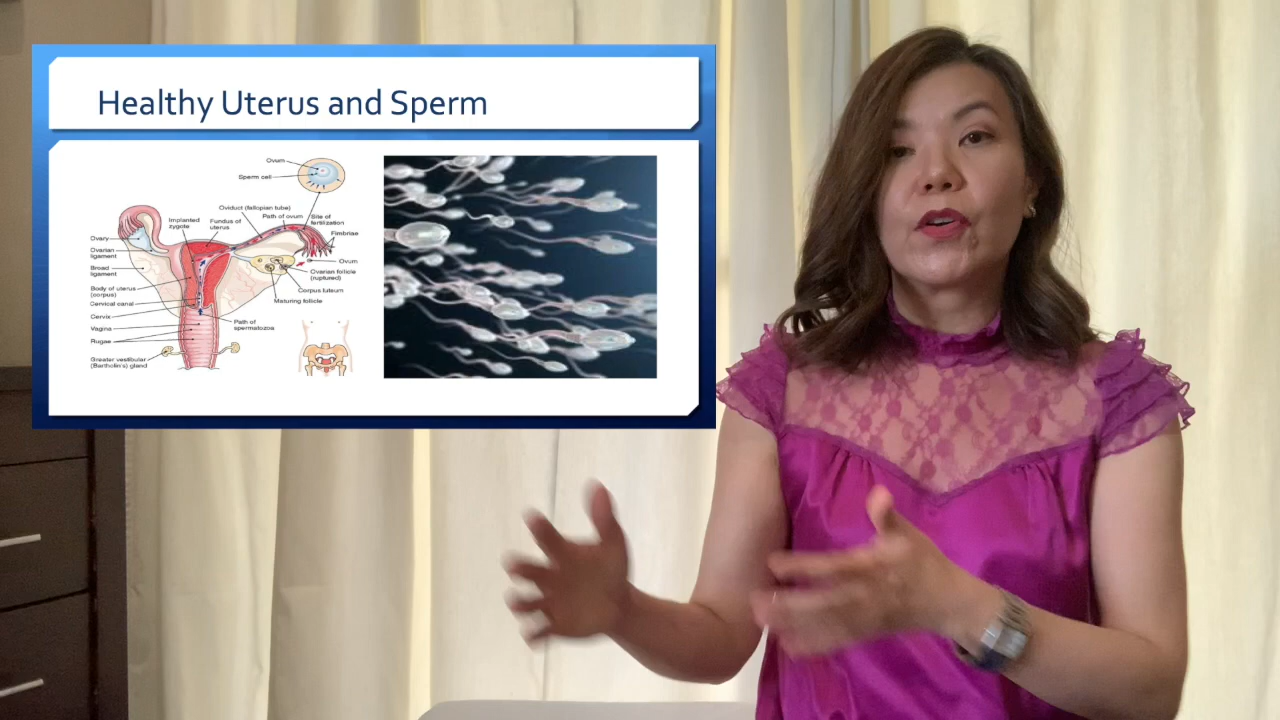 Healthy Uterus and Sperm
Ovum
Sperm cell
Oviduct (fallopian tube)
Implanted
zygote
Fundus of
uterus
Path of ovum
Site of
fertilization
Fimbriae
Ovary
Ovarian
ligament
Broad
ligament
Body of uterus
(corpus)
Cervical canal
Cervix
Vagina
Rugae
Greater vestibular
(Bartholin's) gland
Ovum
Ovarian follicle
(ruptured)
Corpus luteum
Maturing follicle
Path of
spermatozoa